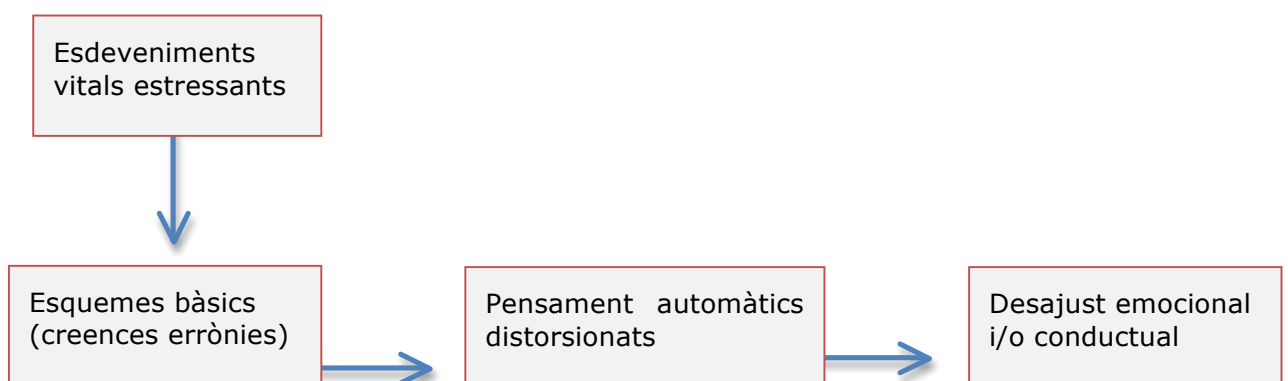 Esdeveniments
vitals estressants
Esquemes bàsics
(creences errònies)
Pensament automàtics
distorsionats
Desajust emocional
i/o conductual